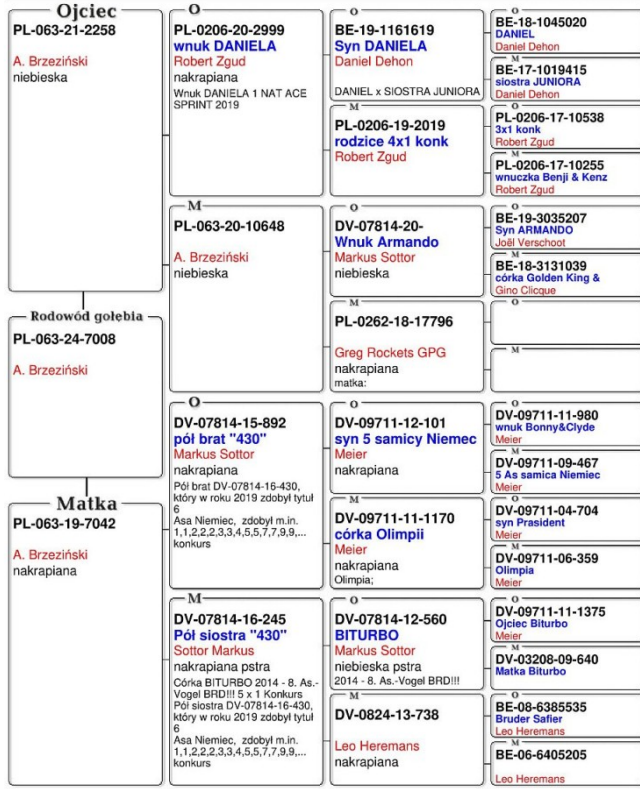 Ojciec
PL-063-21-2258
A. Brzeziński
niebieska
Rodowód gołębia
PL-063-24-7008
A. Brzeziński
Matka
PL-063-19-7042
A. Brzeziński
nakrapiana
O
PL-0206-20-2999
wnuk DANIELA
Robert Zgud
nakrapiana
Wnuk DANIELA 1 NAT ACE
SPRINT 2019
M
PL-063-20-10648
A. Brzeziński
niebieska
O
DV-07814-15-892
pół brat "430"
Markus Sottor
nakrapiana
Pół brat DV-07814-16-430,
który w roku 2019 zdobył tytuł
6
Asa Niemiec, zdobył m.in.
1,1,2,2,2,3,3,4,5,5,7,7,9,9,...
konkurs
M
DV-07814-16-245
Pół siostra "430"
Sottor Markus
nakrapiana pstra
Córka BITURBO 2014 - 8. As.-
Vogel BRD!!! 5 x 1 Konkurs
Pół siostra DV-07814-16-430,
który w roku 2019 zdobył tytuł
6
Asa Niemiec, zdobył m.in.
1,1,2,2,2,3,3,4,5,5,7,7,9,9,...
konkurs
O
BE-19-1161619
Syn DANIELA
Daniel Dehon
DANIEL x SIOSTRA JUNIORA
M
PL-0206-19-2019
rodzice 4x1 konk
Robert Zgud
O
DV-07814-20-
Wnuk Armando
Markus Sottor
niebieska
M
PL-0262-18-17796
Greg Rockets GPG
nakrapiana
matka:
O
DV-09711-12-101
syn 5 samicy Niemec
Meier
nakrapiana
M
DV-09711-11-1170
córka Olimpii
Meier
nakrapiana
Olimpia;
O
DV-07814-12-560
BITURBO
Markus Sottor
niebieska pstra
2014 - 8. As.-Vogel BRD!!!
M
DV-0824-13-738
Leo Heremans
nakrapiana
O
BE-18-1045020
DANIEL
Daniel Dehon
M
BE-17-1019415
siostra JUNIORA
Daniel Dehon
O
PL-0206-17-10538
3x1 konk
Robert Zgud
M
PL-0206-17-10255
wnuczka Benji & Kenz
Robert Zgud
O
BE-19-3035207
Syn ARMANDO
Joël Verschoot
M
BE-18-3131039
córka Golden King &
Gino Clicque
O
M
O
DV-09711-11-980
wnuk Bonny&Clyde
Meier
M
DV-09711-09-467
5 As samica Niemiec
Meier
O
DV-09711-04-704
syn Prasident
Meier
M
DV-09711-06-359
Olimpia
Meier
O
DV-09711-11-1375
Ojciec Biturbo
Meier
M
DV-03208-09-640
Matka Biturbo
O
BE-08-6385535
Bruder Safier
Leo Heremans
M
BE-06-6405205
Leo Heremans